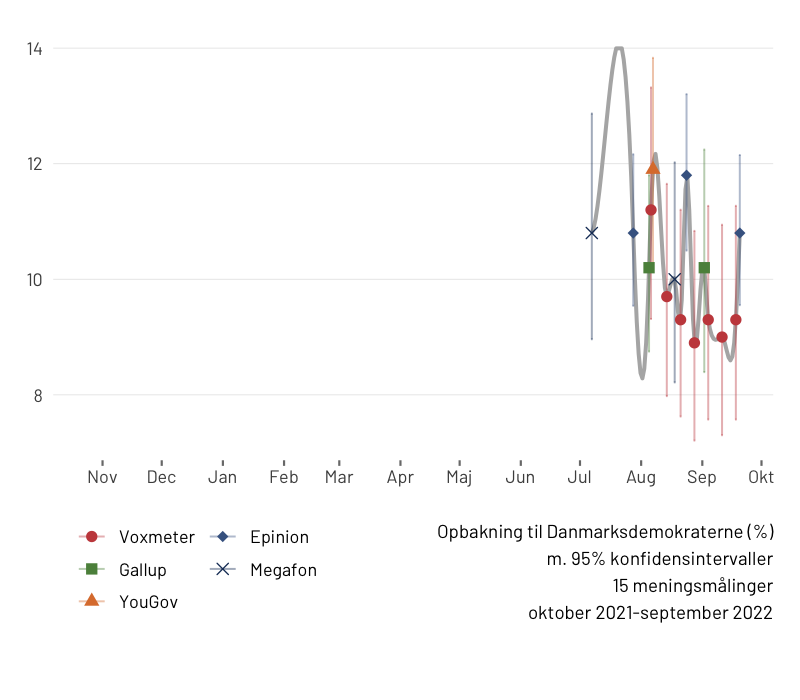 14
12
10
8
Nov Dec Jan Feb Mar Apr Maj Jun Jul Aug Sep Okt
Voxmeter Epinion
Gallup Megafon
YouGov
Opbakning til Danmarksdemokraterne (%)
m. 95% konfidensintervaller
15 meningsmålinger
oktober 2021-september 2022